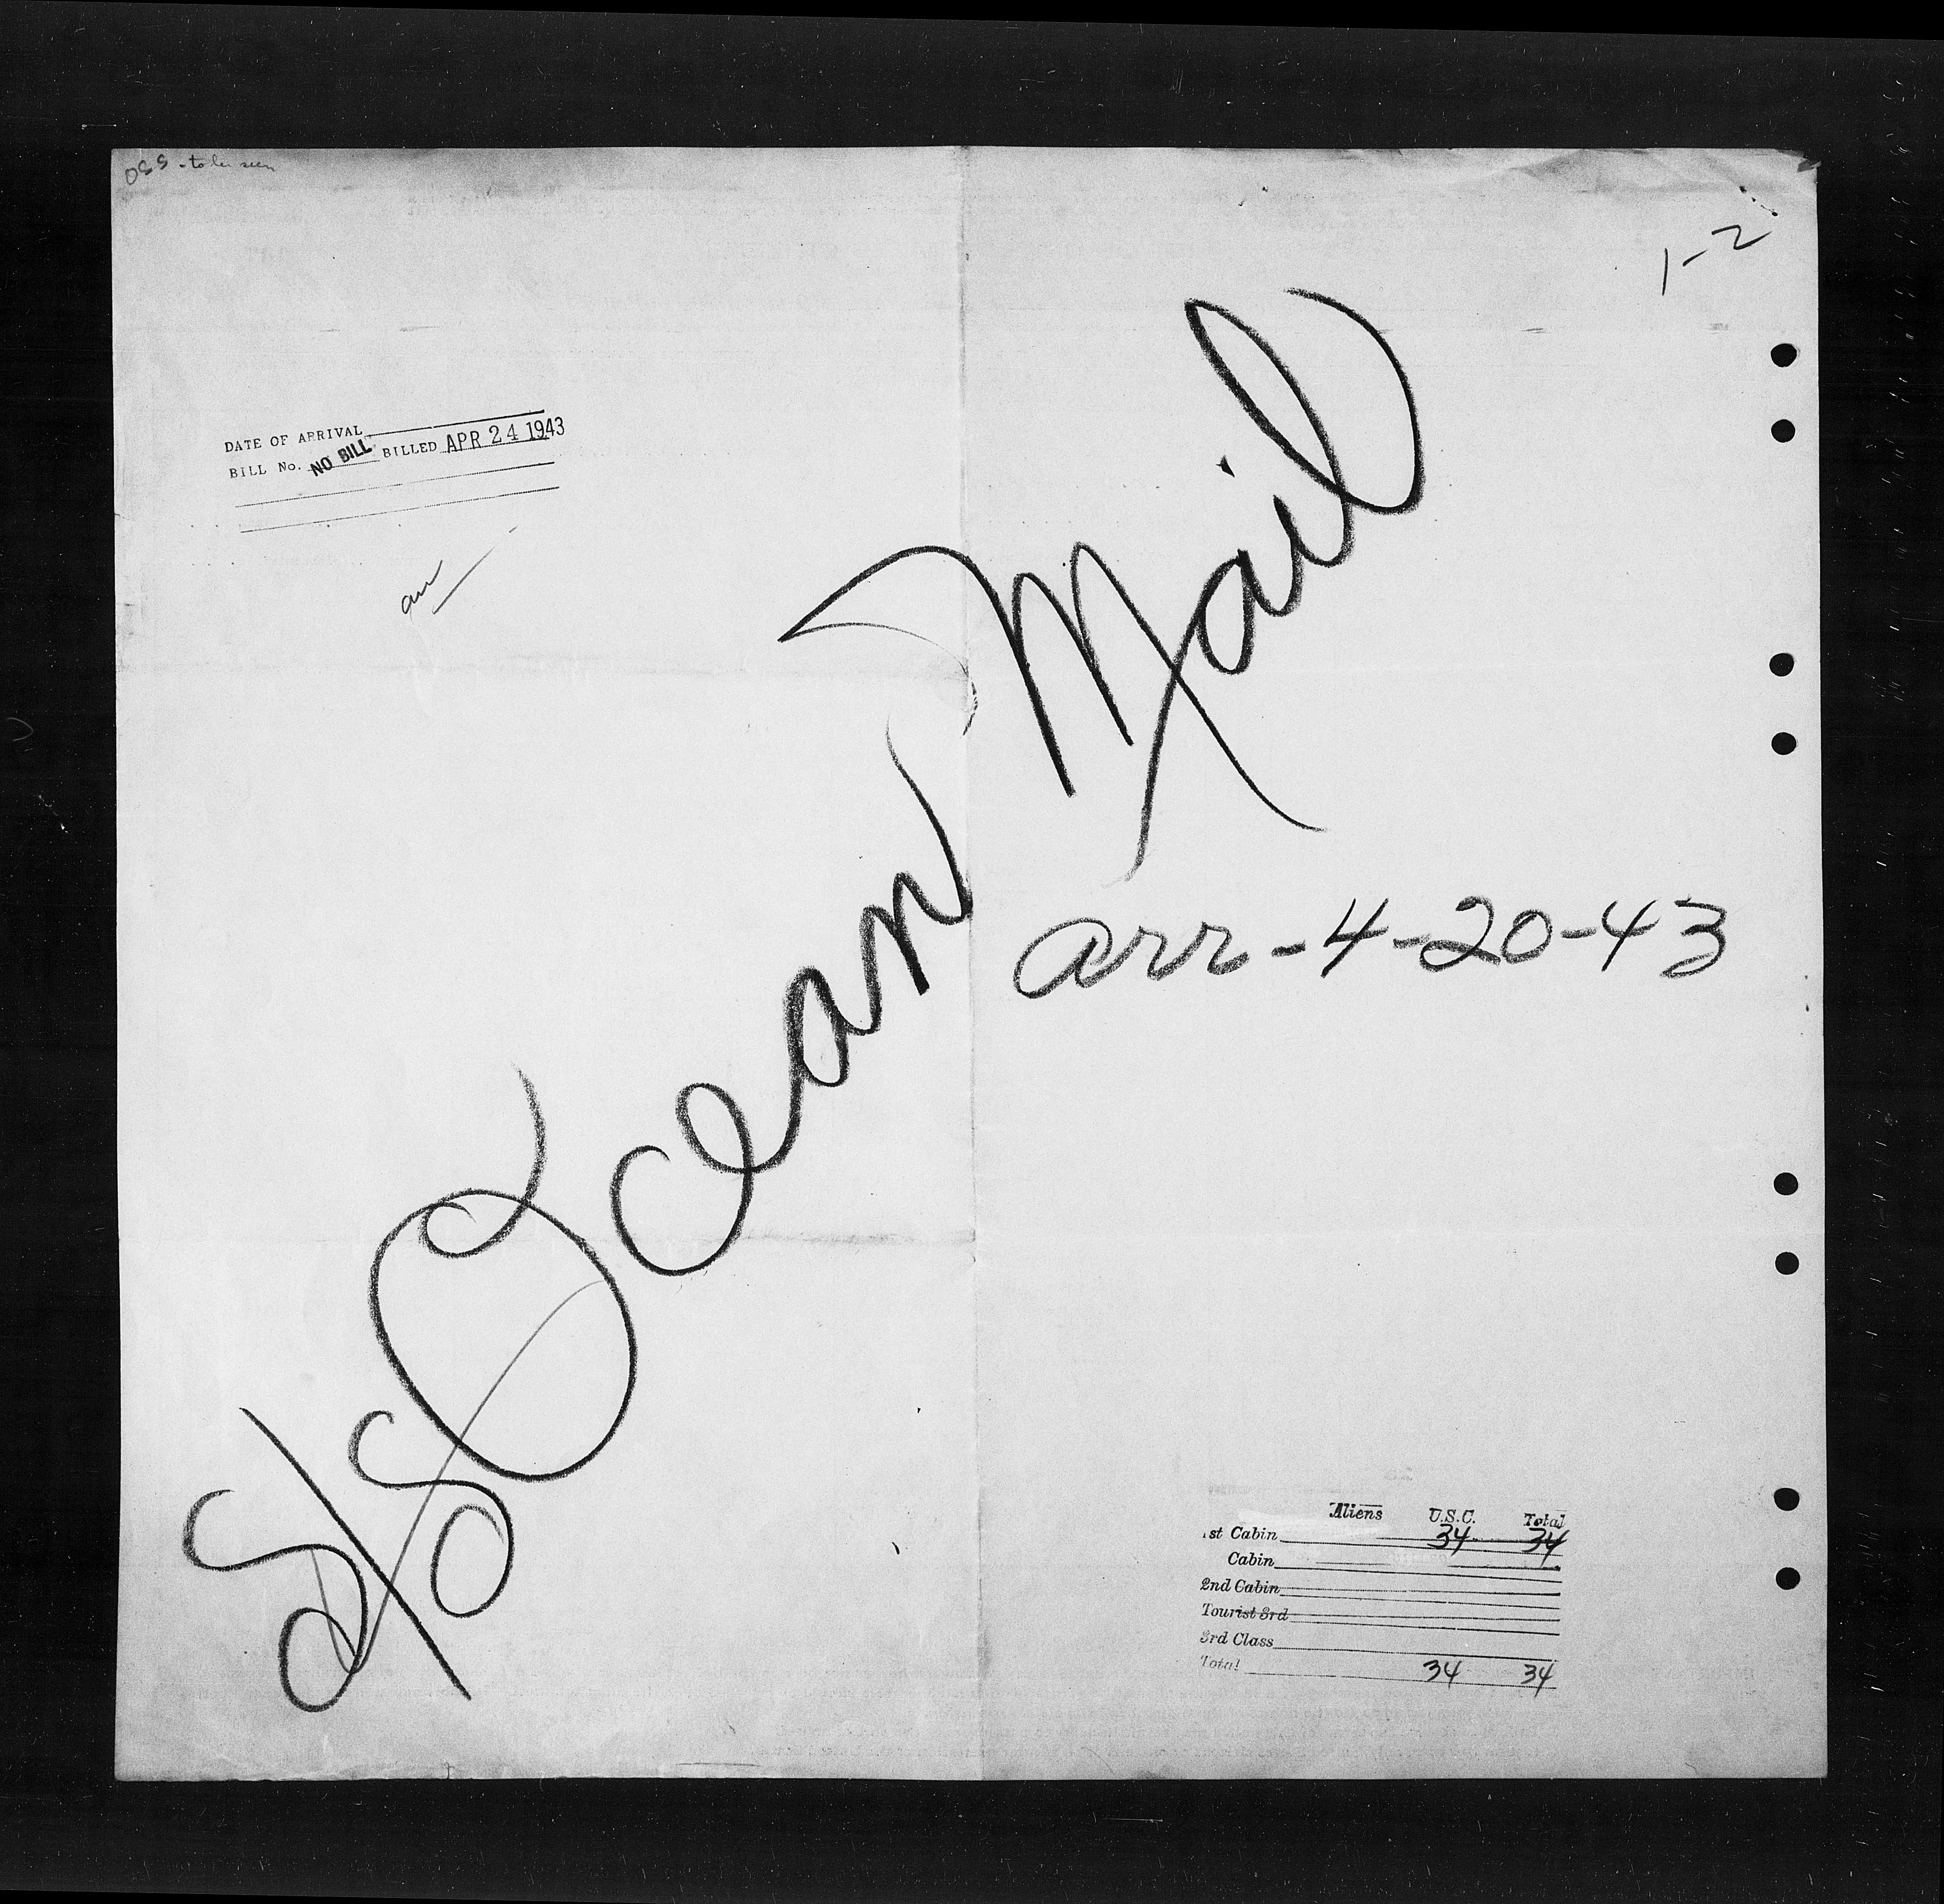 1-2
DATE OF ARRIVAL
BILL No. NO BILL BILLED APR 24 1943
S/S Ocean Mail
arr-4-20-43
Aliens U.S.C. Total
1st Cabin 34 34
Cabin
2nd Cabin
Tourist 3rd
3rd Class
Total 34 34